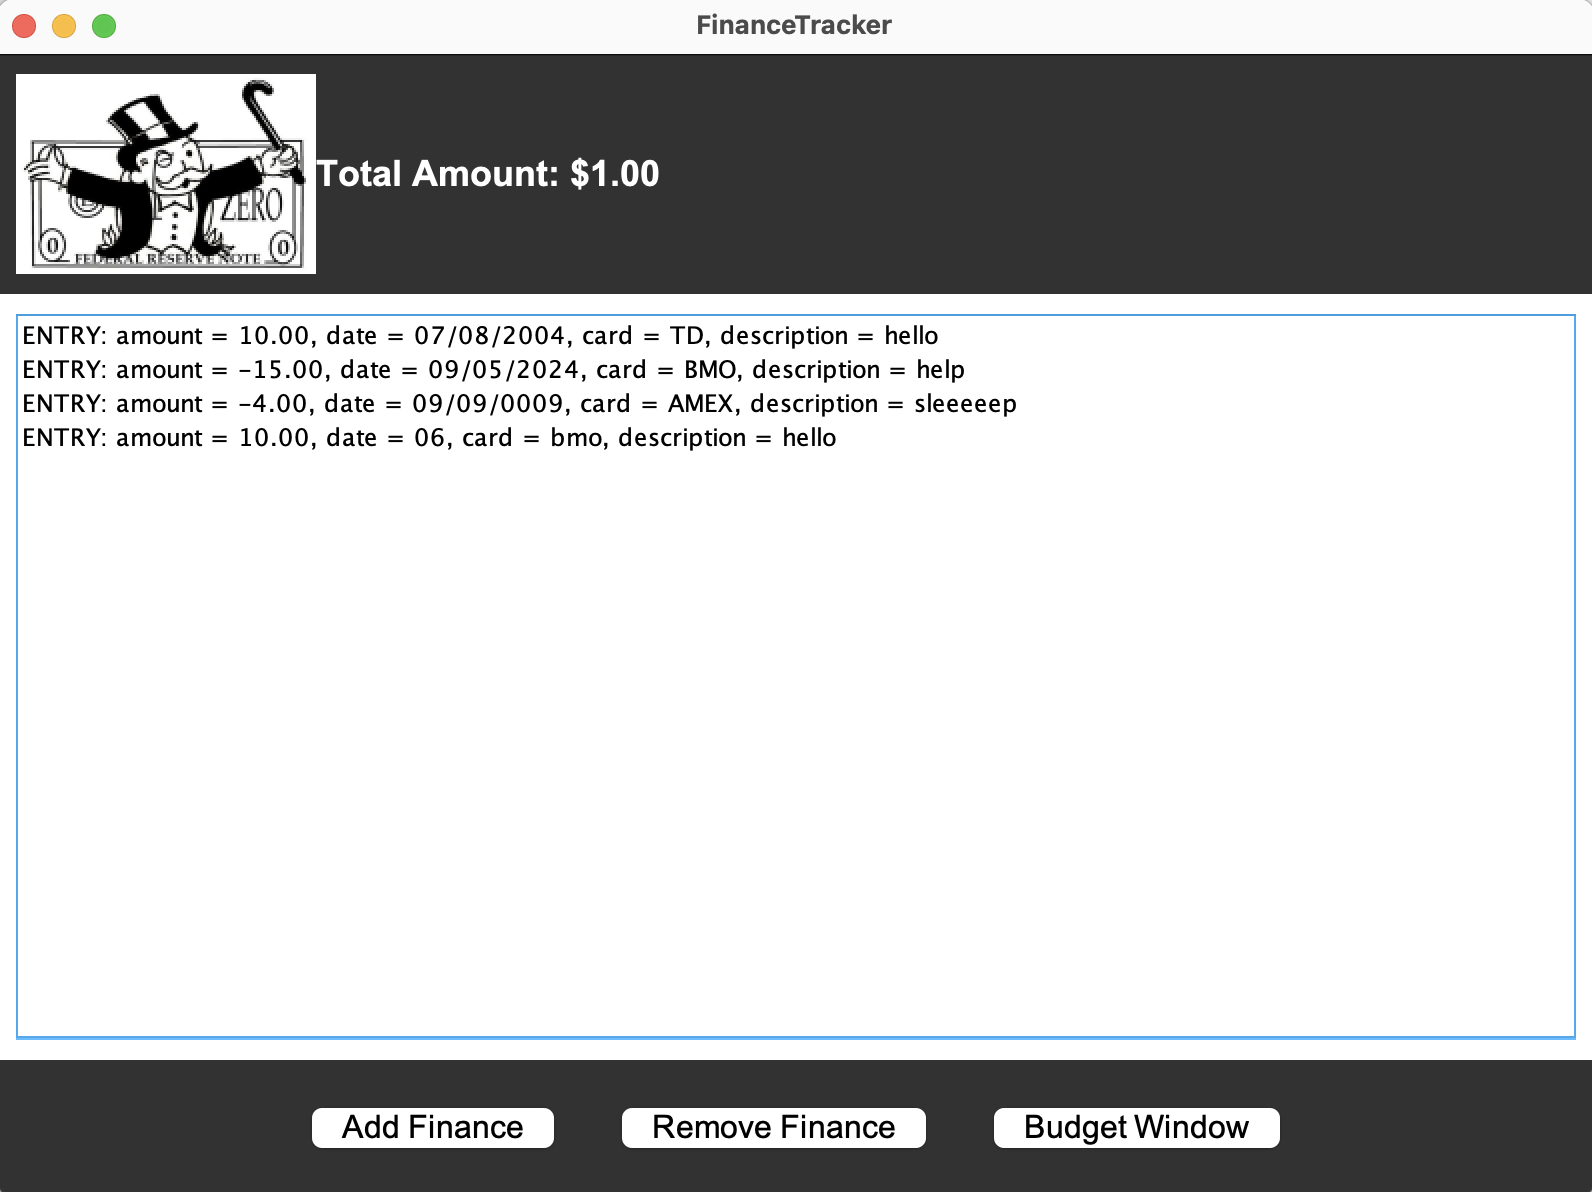 FinanceTracker
ZERO
0
0
FEDERAL RESERVE NOTE
Total Amount: $1.00
ENTRY: amount = 10.00, date = 07/08/2004, card = TD, description = hello
ENTRY: amount = -15.00, date = 09/05/2024, card = BMO, description = help
ENTRY: amount = -4.00, date = 09/09/0009, card = AMEX, description = sleeeeep
ENTRY: amount = 10.00, date = 06, card = bmo, description = hello
Add Finance
Remove Finance
Budget Window